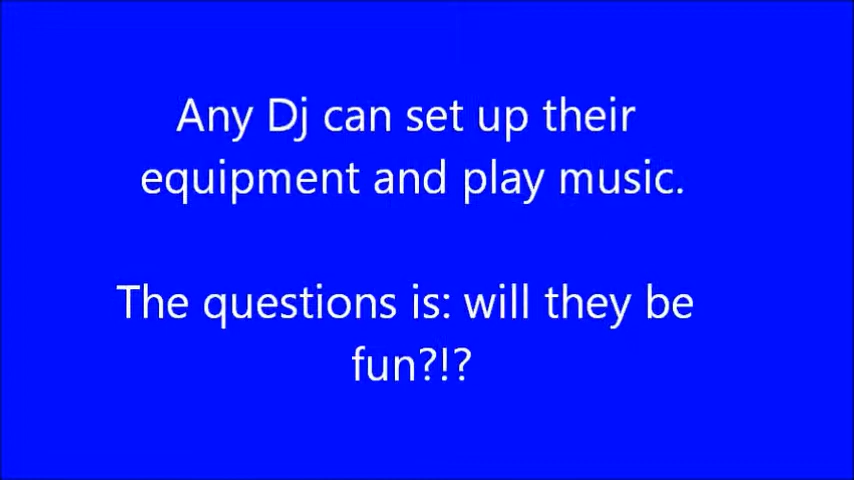 Any Dj can set up their
equipment and play music.
The questions is: will they be
fun?!?